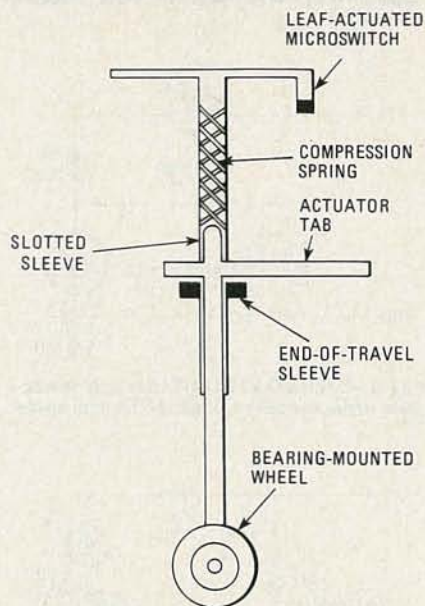 LEAF-ACTUATED
MICROSWITCH
COMPRESSION
SPRING
ACTUATOR
TAB
SLOTTED
SLEEVE
END-OF-TRAVEL
SLEEVE
BEARING-MOUNTED
WHEEL